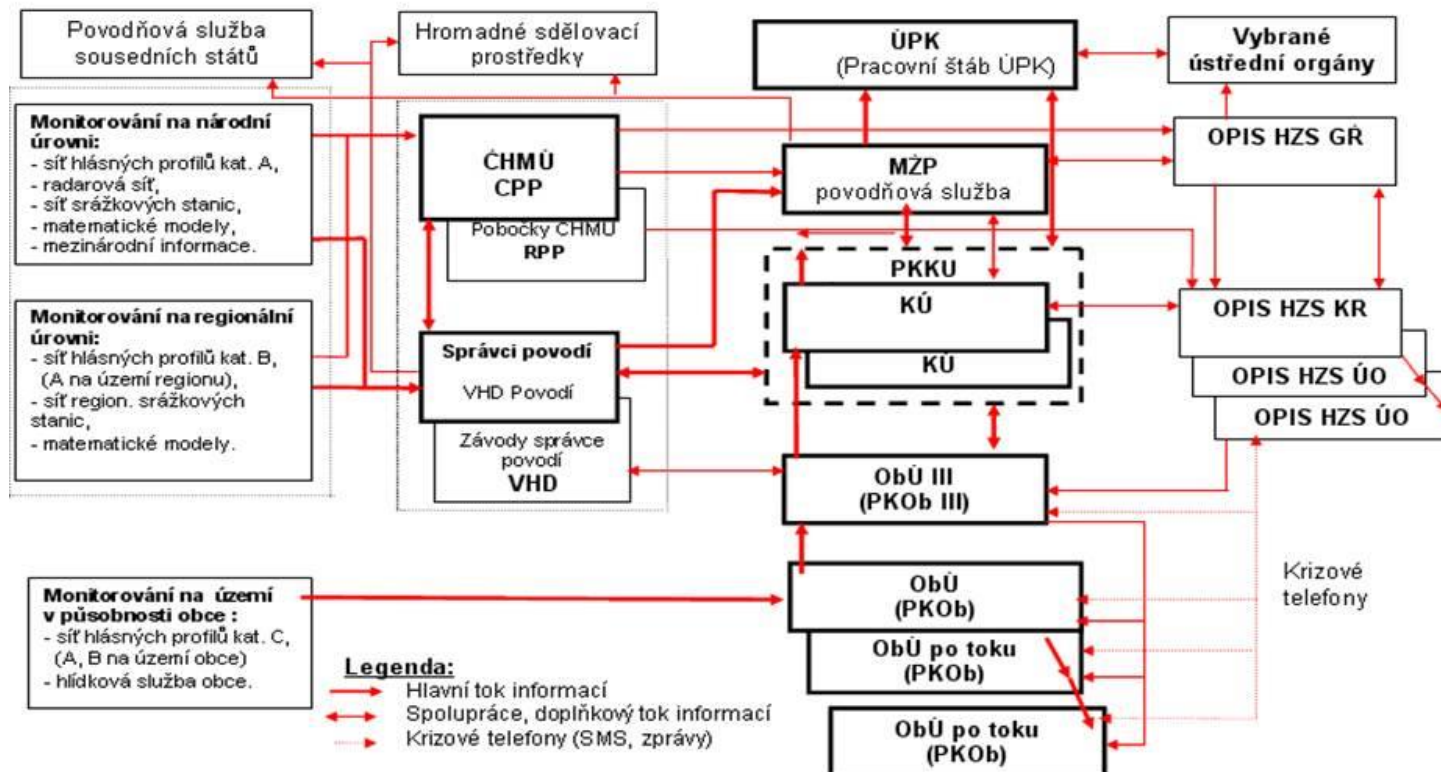 Povodňová služba
sousedních států
Hromadné sdělovací
prostředky
ÚPK
(Pracovní štáb ÚPK)
Vybrané
ústřední orgány
Monitorování na národní
úrovni:
- síť hlásných profilů kat. A,
- radarová síť,
- síť srážkových stanic,
- matematické modely,
- mezinárodní informace.
ČHMÚ
CPP
Pobočky ČHMÚ
RPP
MŽP
povodňová služba
OPIS HZS GŘ
PKKU
KÚ
KÚ
OPIS HZS KR
OPIS HZS ÚO
OPIS HZS ÚO
Monitorování na regionální
úrovni:
- síť hlásných profilů kat. B,
(A na území regionu),
- síť region. srážkových
stanic,
- matematické modely.
Správci povodí
VHD Povodí
Závody správce
povodí
VHD
ObÚ III
(PKOb III)
Monitorování na území
v působnosti obce :
- síť hlásných profilů kat. C,
(A, B na území obce)
- hlídková služba obce.
ObÚ
(PKOb)
ObÚ po toku
(PKOb)
ObÚ po toku
(PKOb)
Krizové
telefony
Legenda:
Hlavní tok informací
Spolupráce, doplňkový tok informací
Krizové telefony (SMS, zprávy)